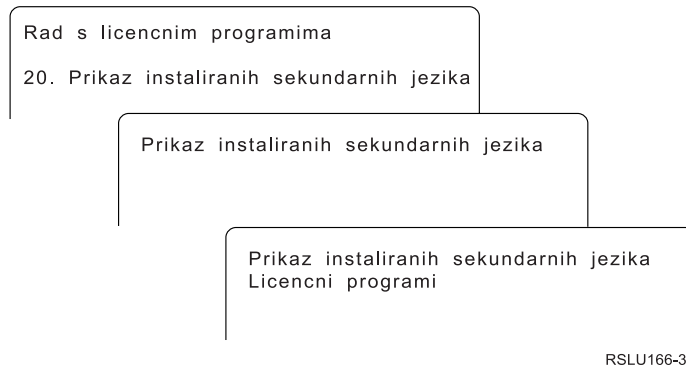 Rad s licencnim programima
20. Prikaz instaliranih sekundarnih jezika
Prikaz instaliranih sekundarnih jezika
Prikaz instaliranih sekundarnih jezika
Licencni programi
RSLU166-3